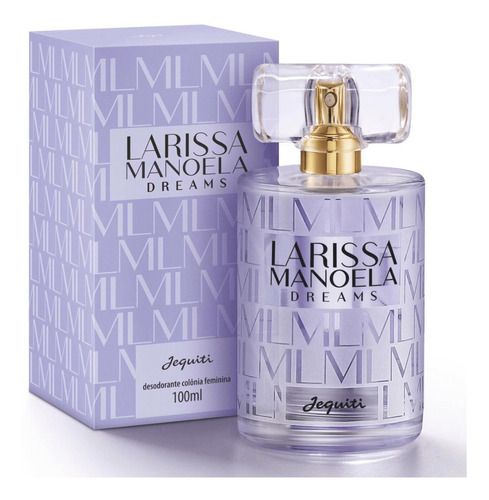 LARISSA
MANOELA
DREAMS
Jequiti
desodorante colônia feminina
100ml
LARISSA
MANOELA
DREAMS
Jequiti